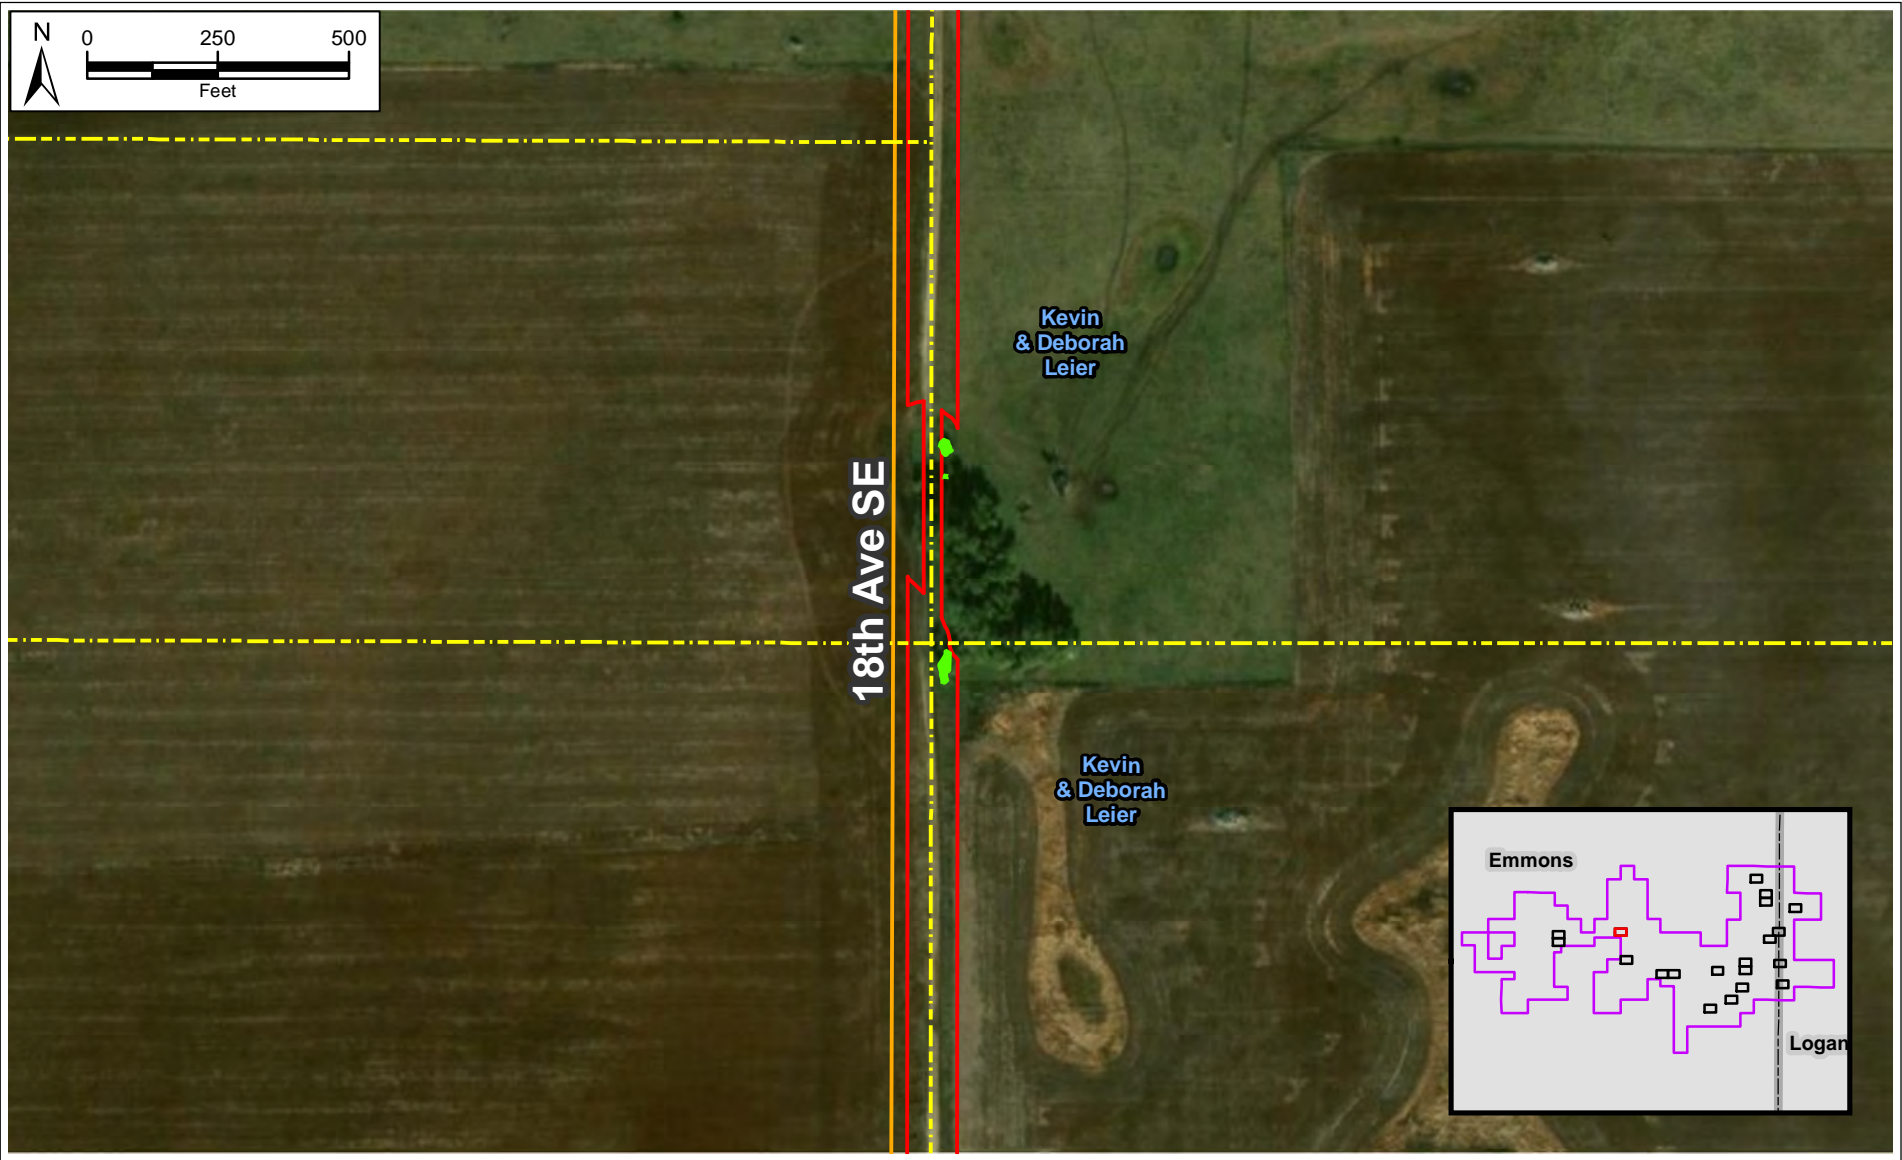 N
0 250 500
Feet
Kevin
& Deborah
Leier
18th Ave SE
Kevin
& Deborah
Leier
Emmons
Logan